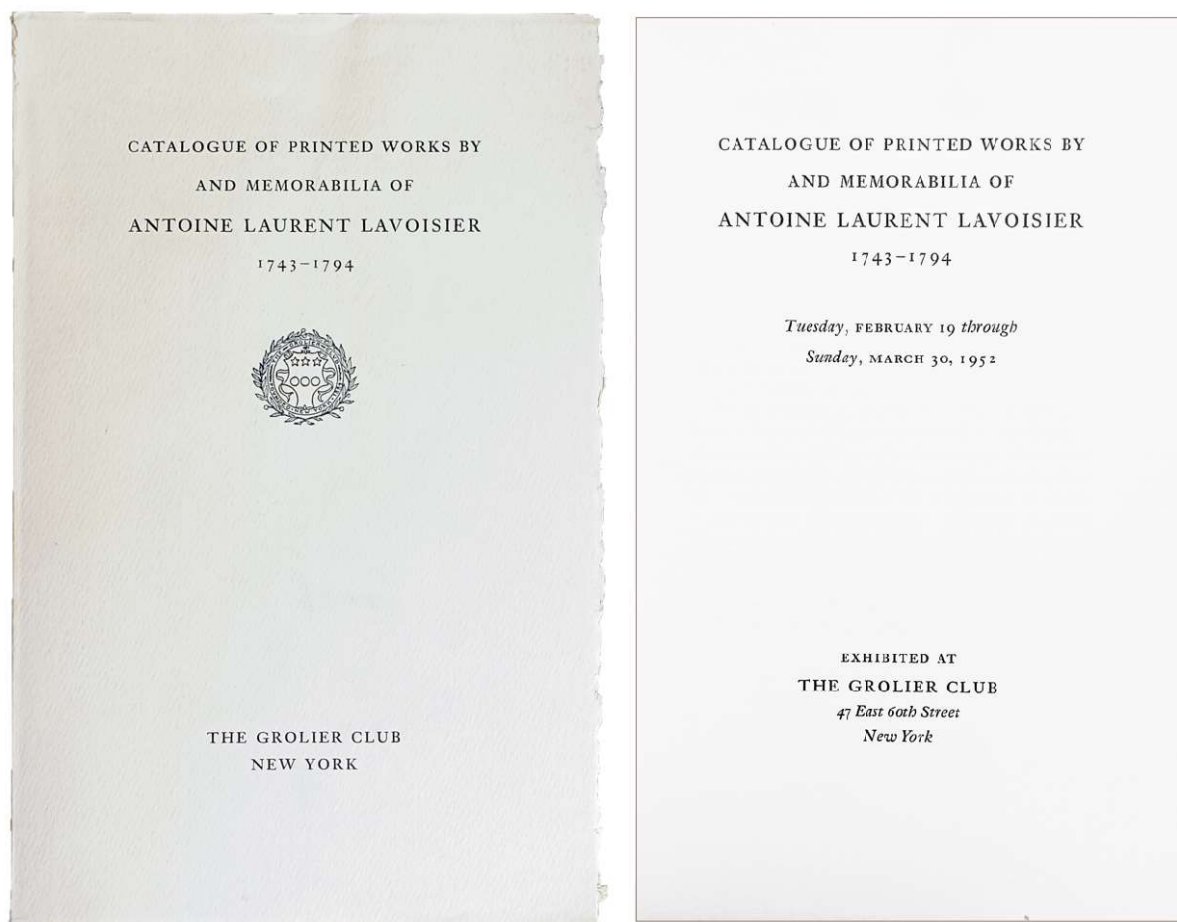 CATALOGUE OF PRINTED WORKS BY
AND MEMORABILIA OF
ANTOINE LAURENT LAVOISIER
1743–1794
THE GROLIER CLUB
NEW YORK
CATALOGUE OF PRINTED WORKS BY
AND MEMORABILIA OF
ANTOINE LAURENT LAVOISIER
1743–1794
Tuesday, FEBRUARY 19 through
Sunday, MARCH 30, 1952
EXHIBITED AT
THE GROLIER CLUB
47 East 60th Street
New York